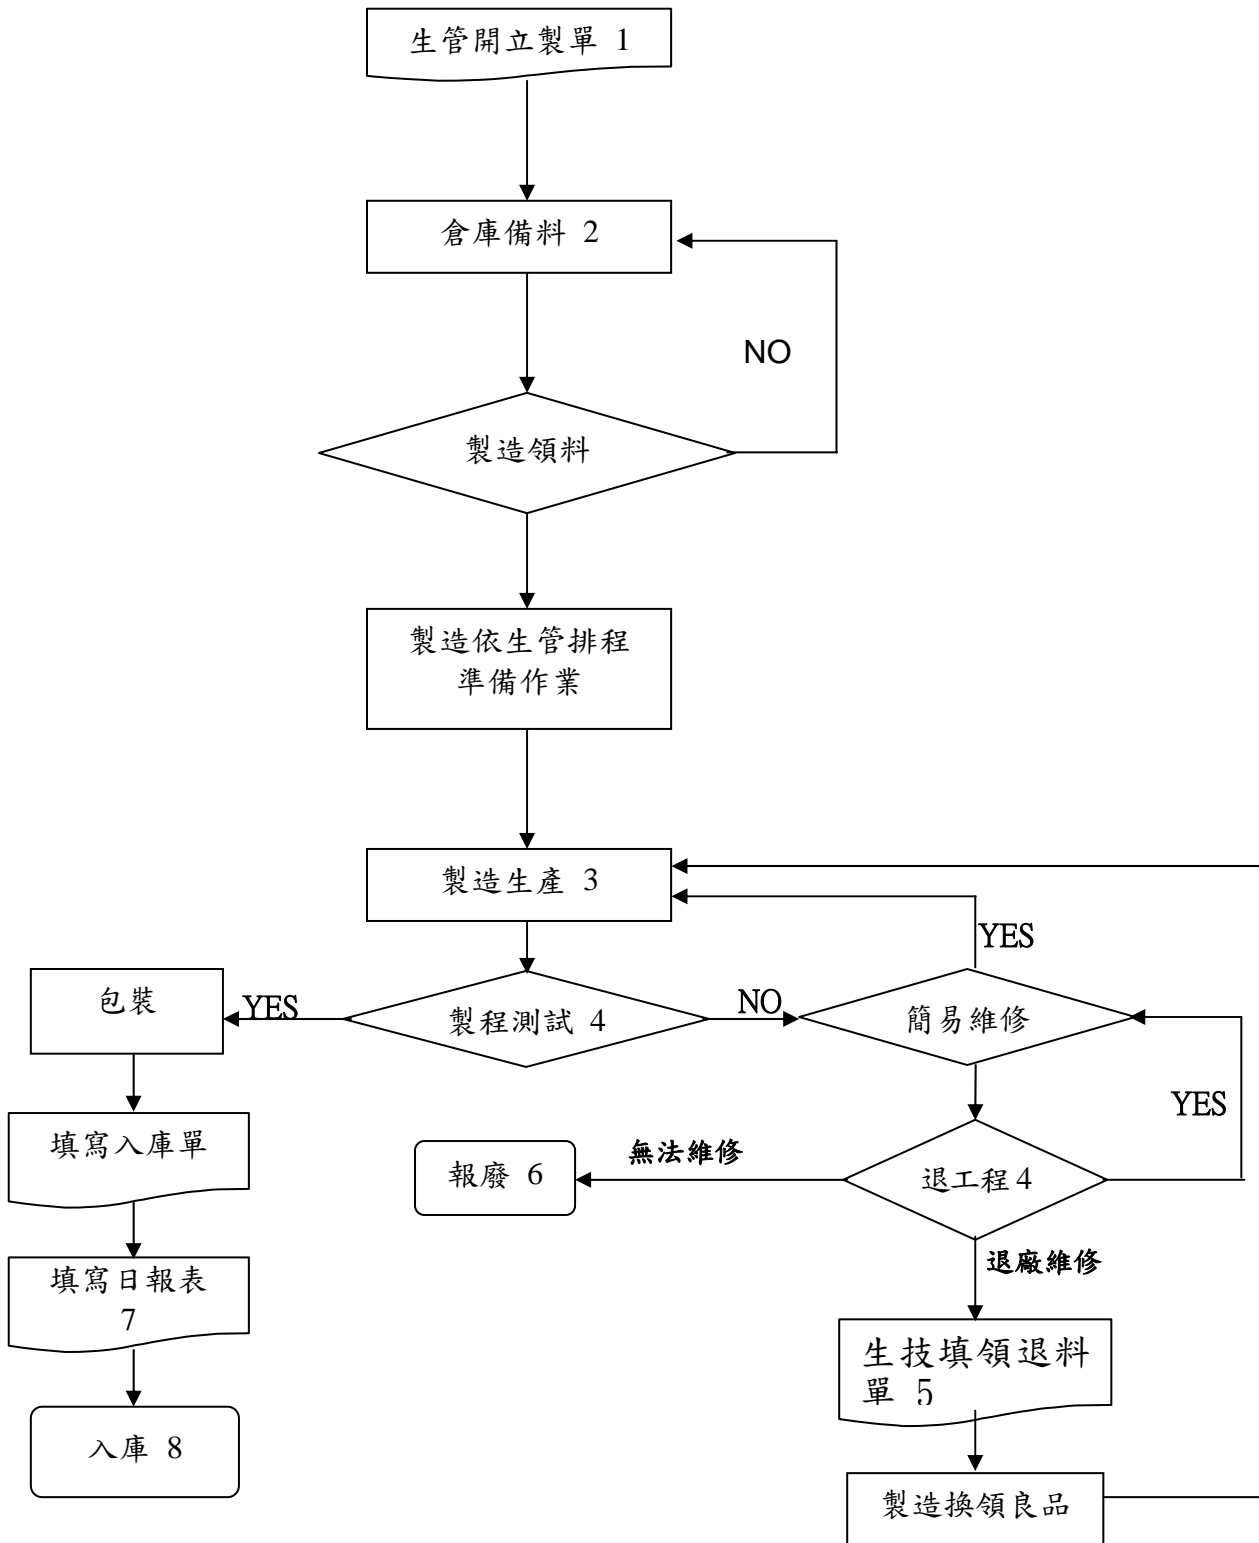 生管開立製單 1
倉庫備料 2
NO
製造領料
製造依生管排程
準備作業
製造生產 3
YES
包裝
YES
製程測試 4
NO
簡易維修
YES
填寫入庫單
報廢 6
無法維修
退工程 4
退廠維修
填寫日報表
7
生技填領退料
單 5
入庫 8
製造換領良品